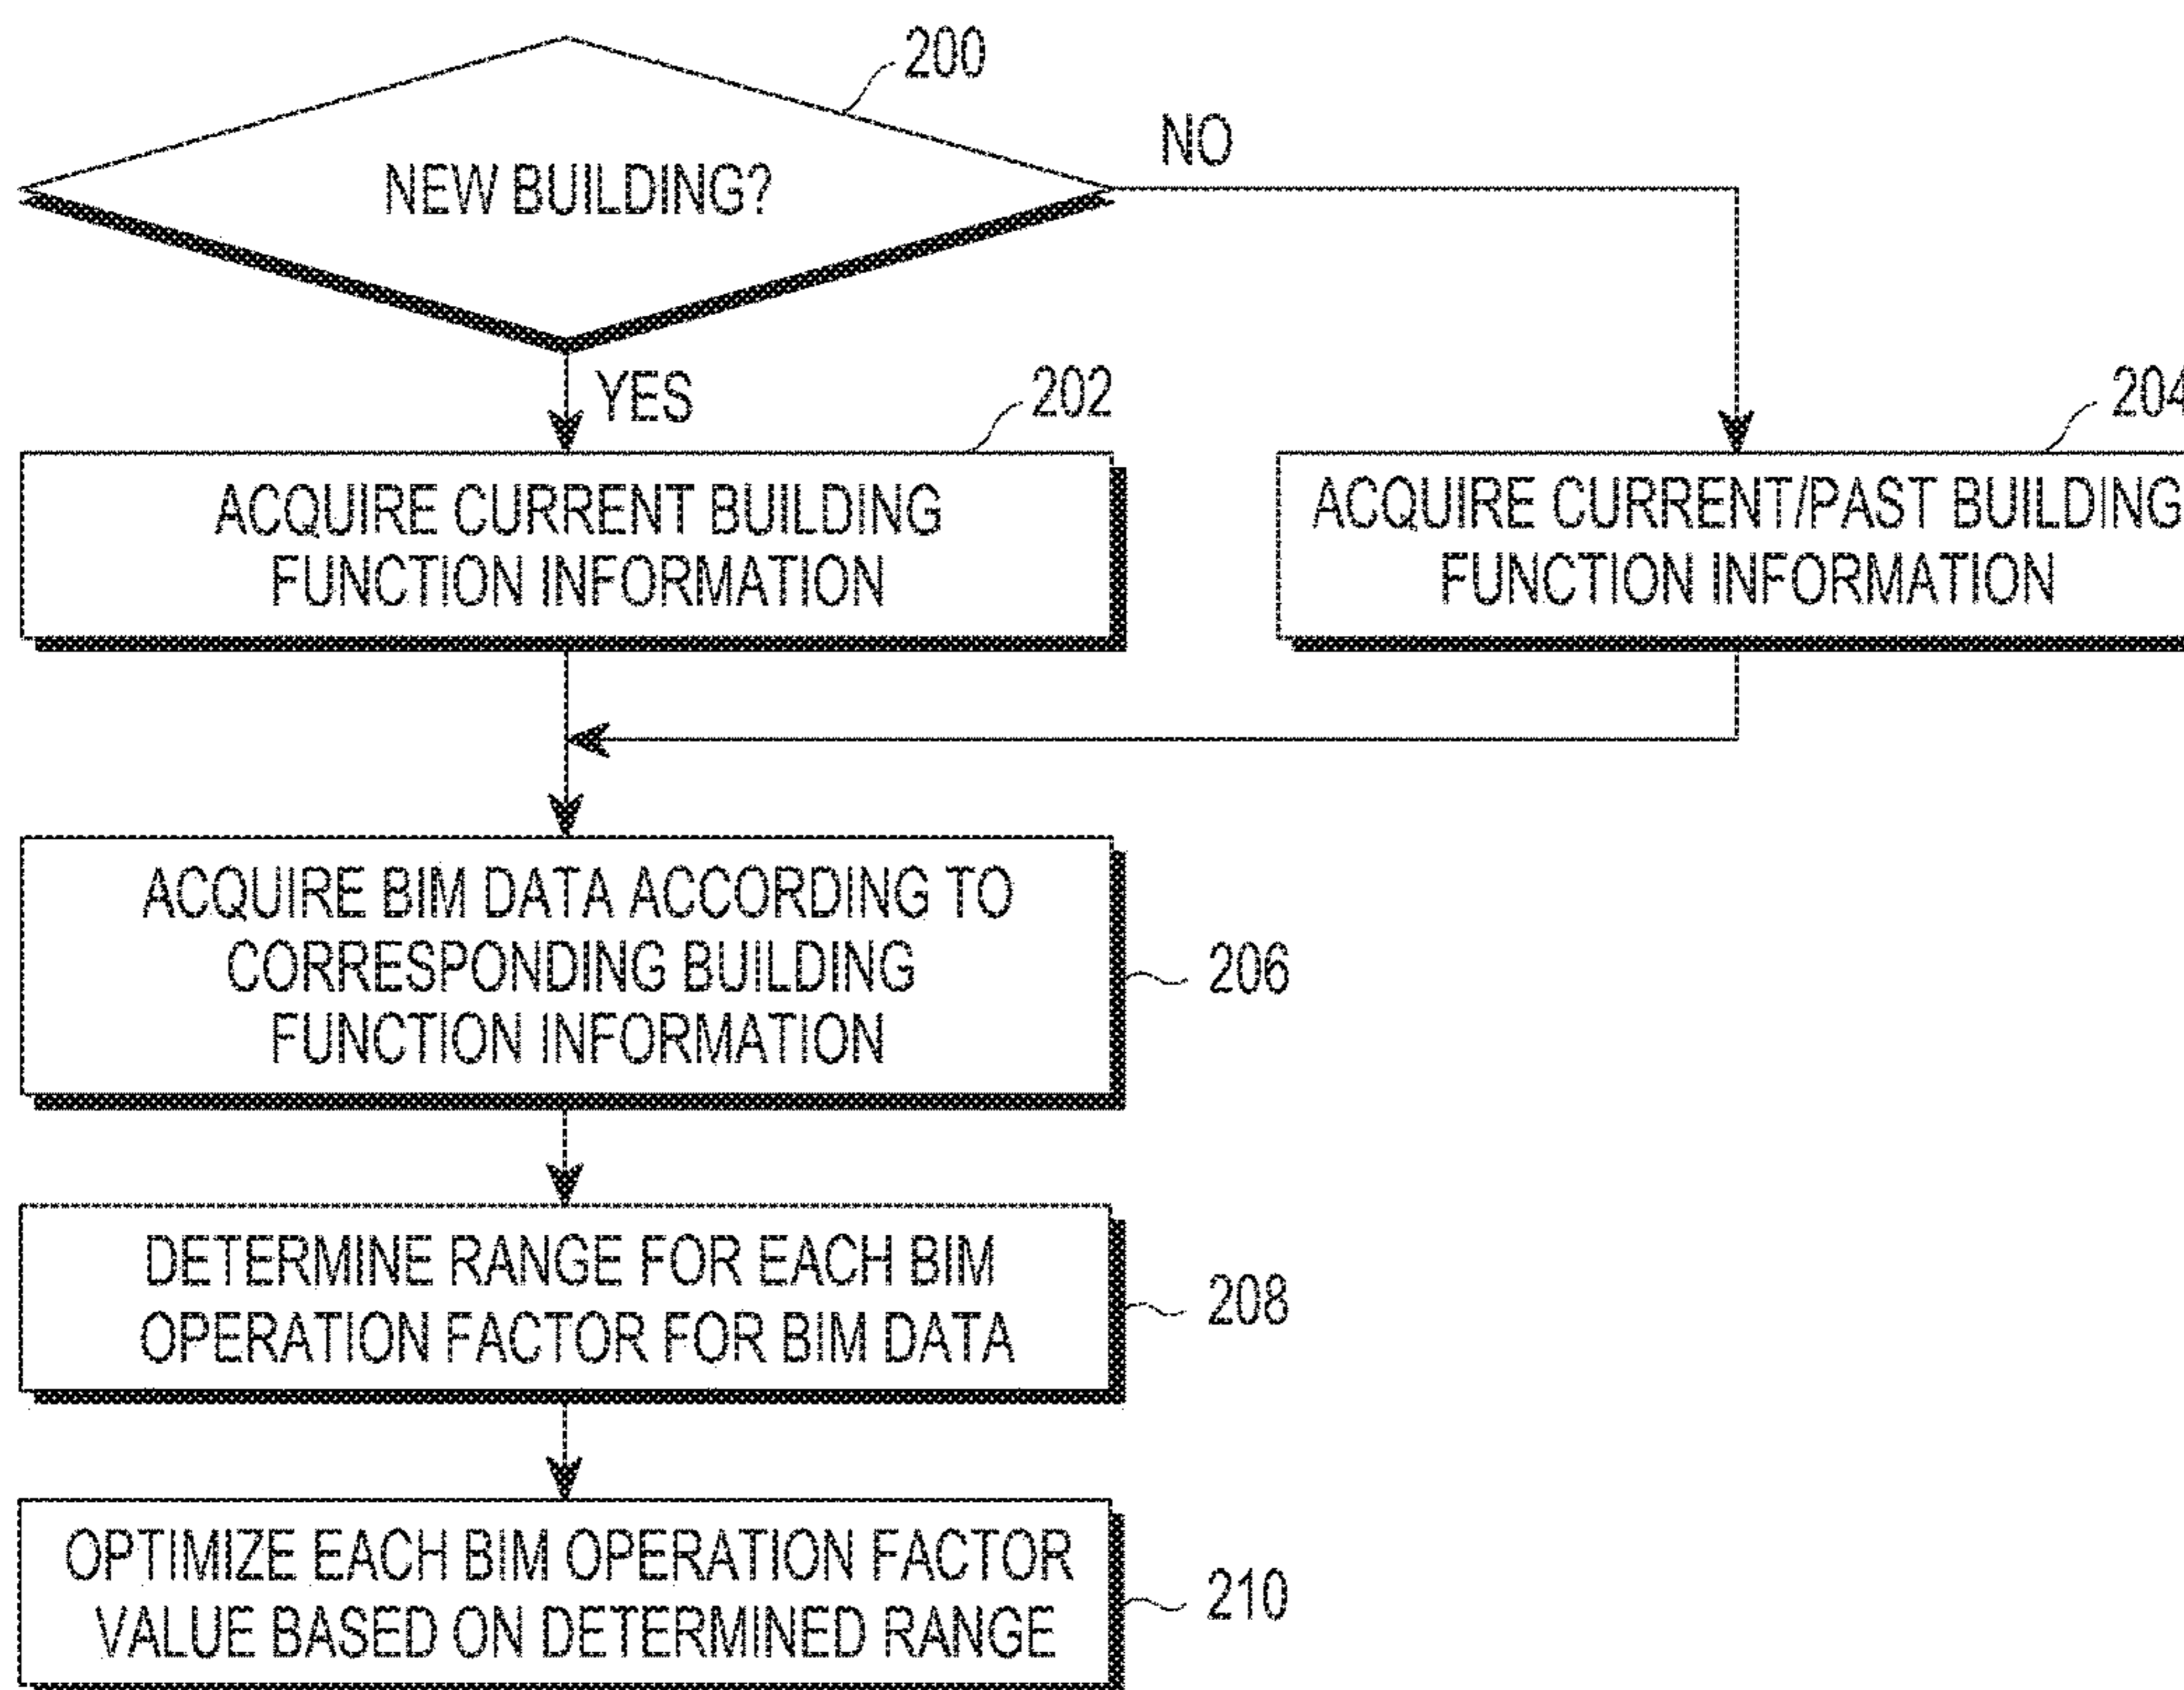 200
NEW BUILDING?
NO
YES
202
ACQUIRE CURRENT BUILDING
FUNCTION INFORMATION
204
ACQUIRE CURRENT/PAST BUILDING
FUNCTION INFORMATION
ACQUIRE BIM DATA ACCORDING TO
CORRESPONDING BUILDING
FUNCTION INFORMATION
206
DETERMINE RANGE FOR EACH BIM
OPERATION FACTOR FOR BIM DATA
208
OPTIMIZE EACH BIM OPERATION FACTOR
VALUE BASED ON DETERMINED RANGE
210